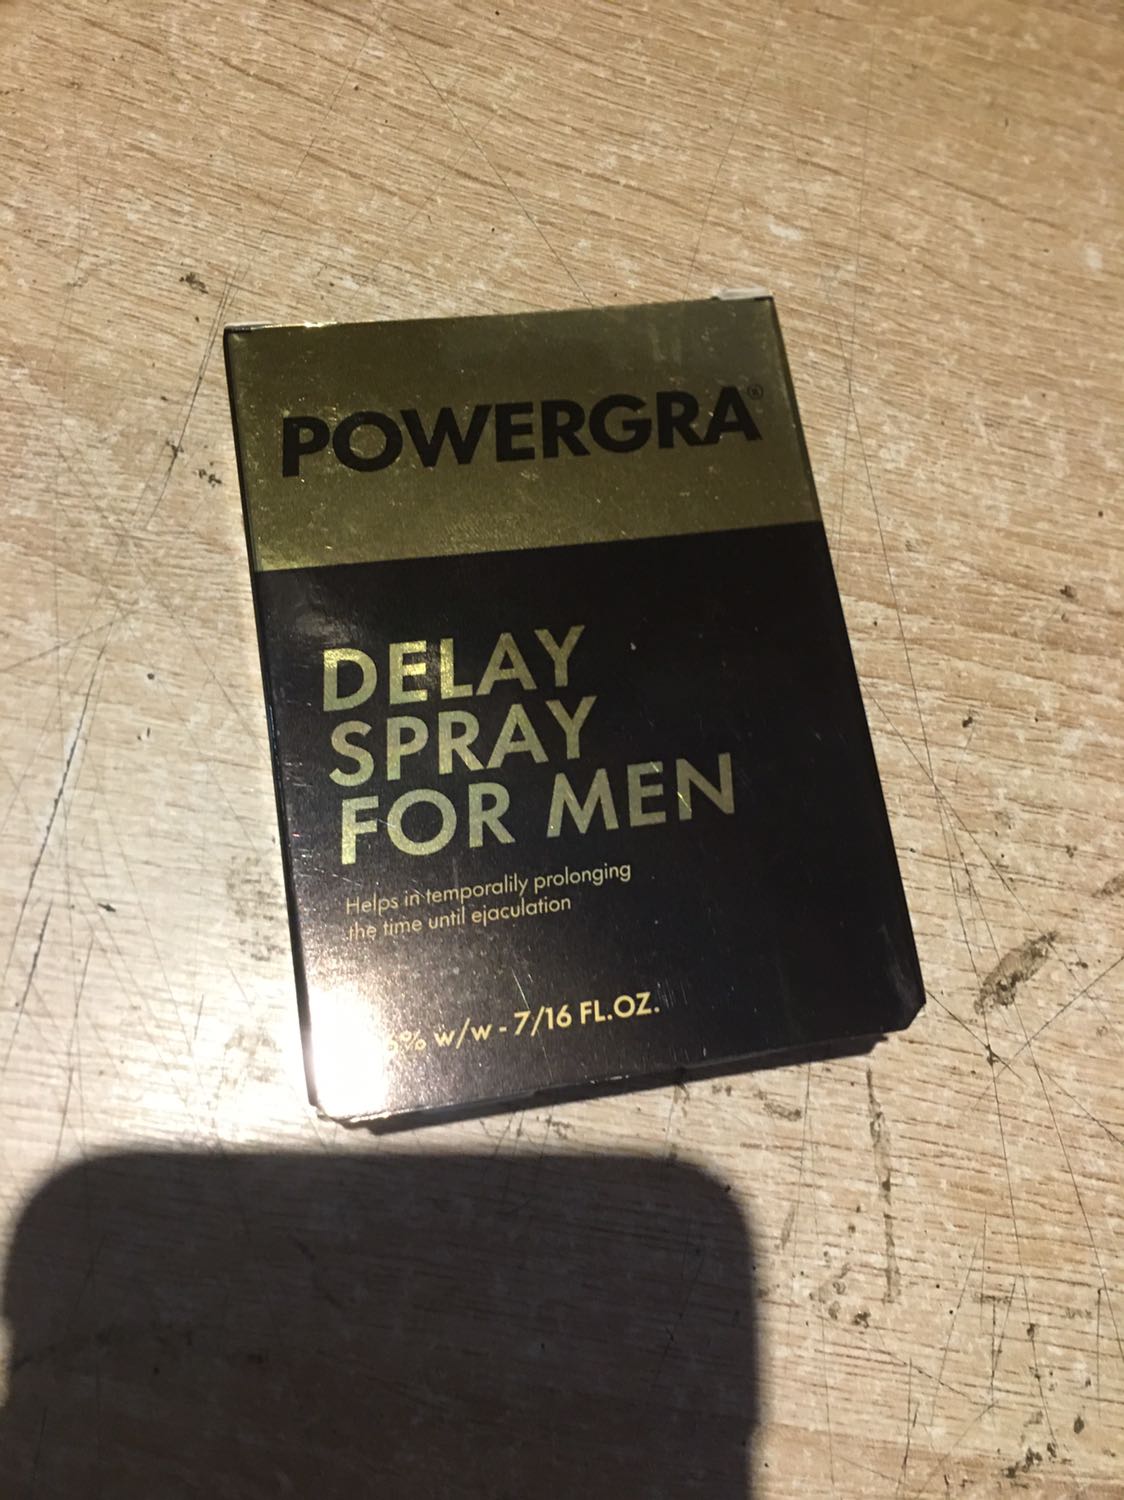 POWERGRA®
DELAY
SPRAY
FOR MEN
Helps in temporalily prolonging
the time until ejaculation
% w/w - 7/16 FL.OZ.